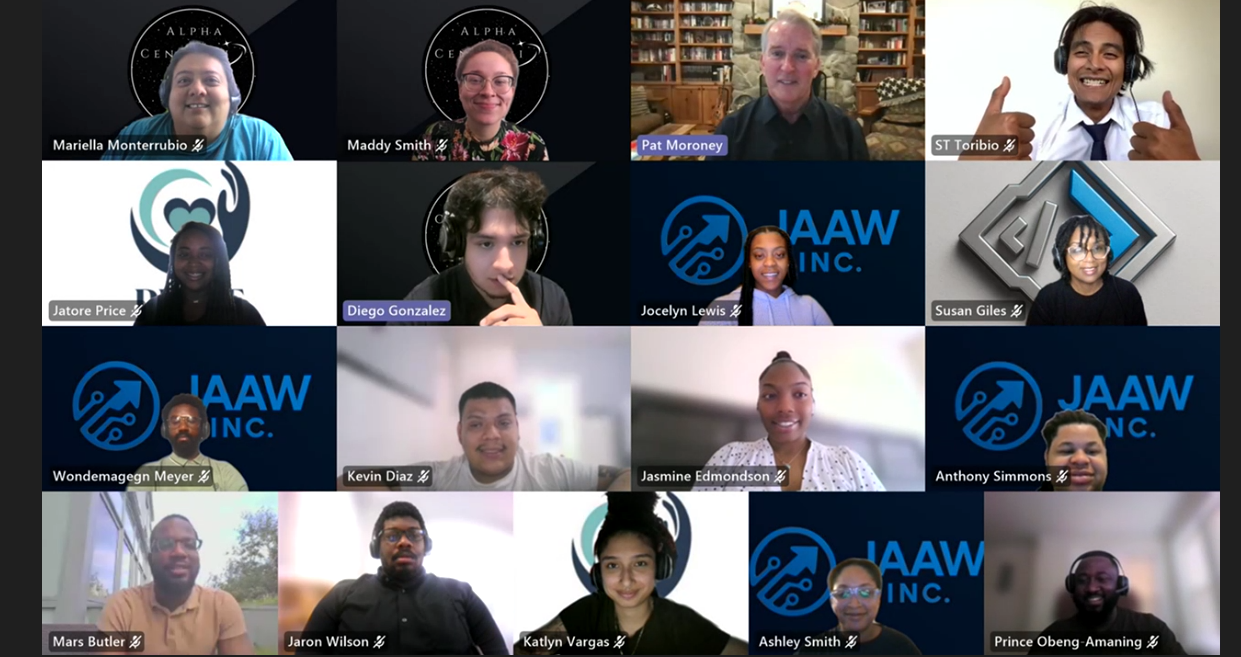 ALPHA
CEN
Mariella Monterrubio
ALPHA
CEN
Maddy Smith
Pat Moroney
ST Toribio
Jatore Price
Diego Gonzalez
JAAW
INC.
Jocelyn Lewis
Susan Giles
JAAW
INC.
Wondemagegn Meyer
Kevin Diaz
Jasmine Edmondson
JAAW
NC.
Anthony Simmons
Mars Butler
Jaron Wilson
Katlyn Vargas
JAAW
INC.
Ashley Smith
Prince Obeng-Amaning